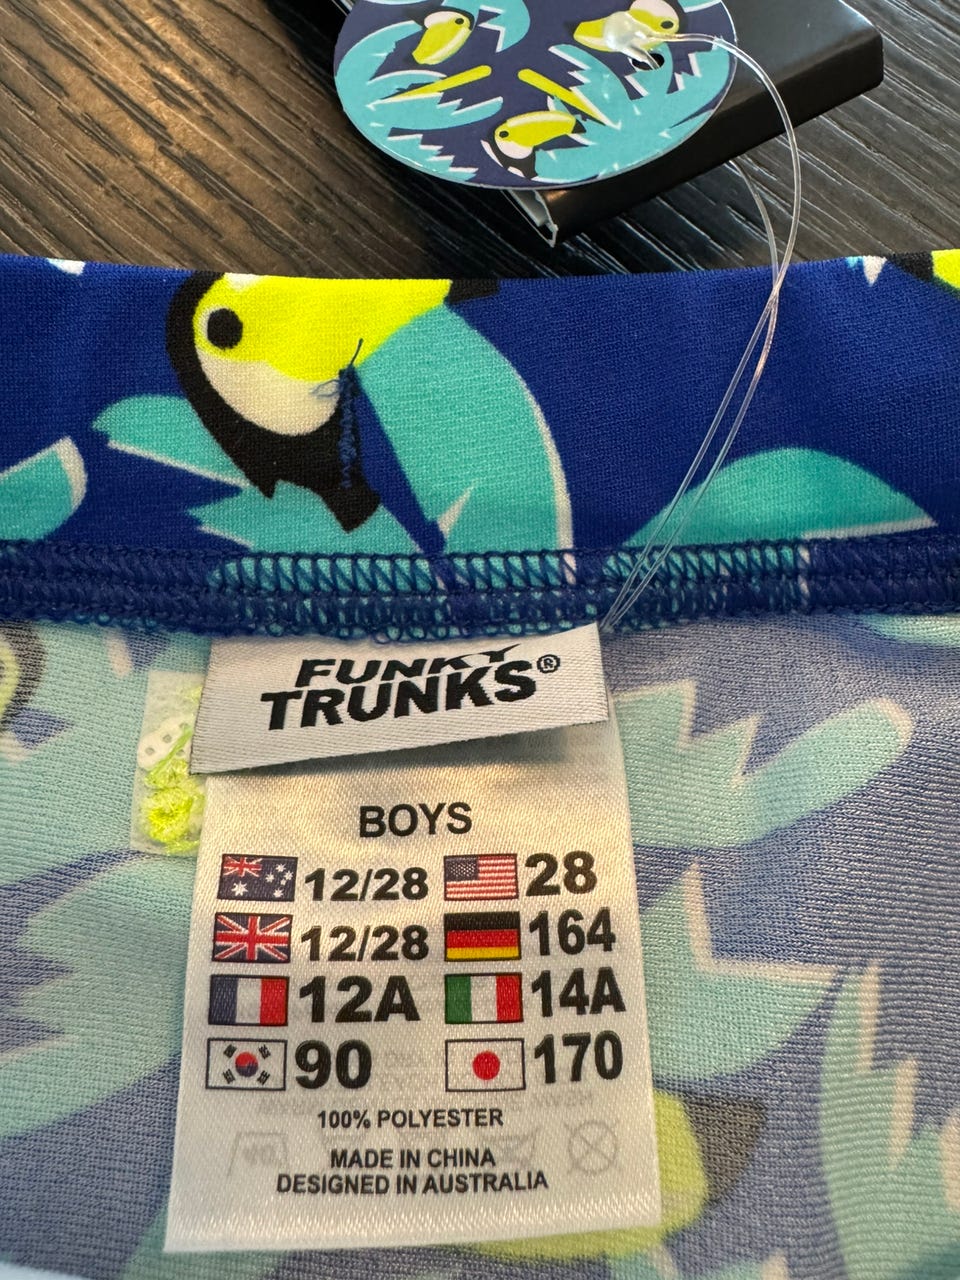 FUNKY
TRUNKS®
BOYS
12/28 28
12/28 164
12A 14A
90 170
100% POLYESTER
MADE IN CHINA
DESIGNED IN AUSTRALIA